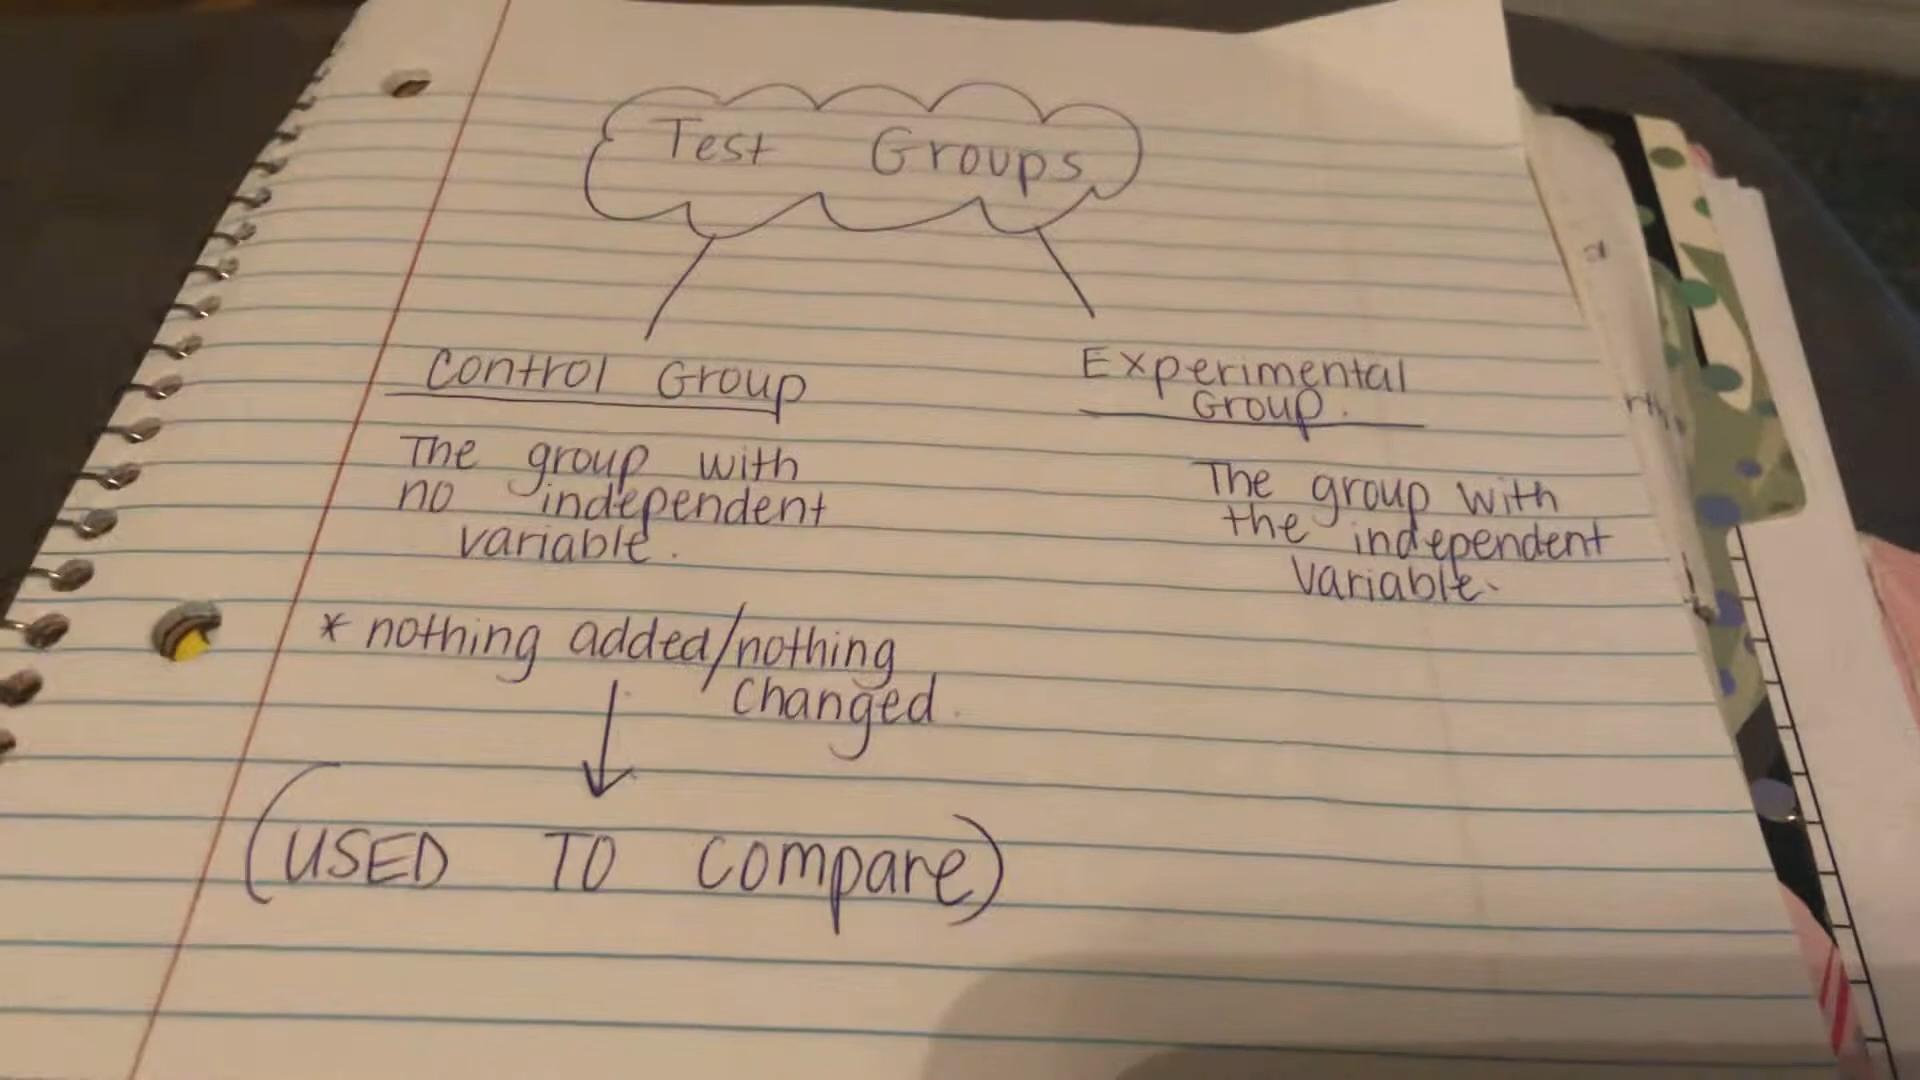 Test Groups
Control Group
The group with
no independent
variable.
* nothing added/nothing
changed.
(USED TO compare)
Experimental
Group.
The group with
the independent
variable.